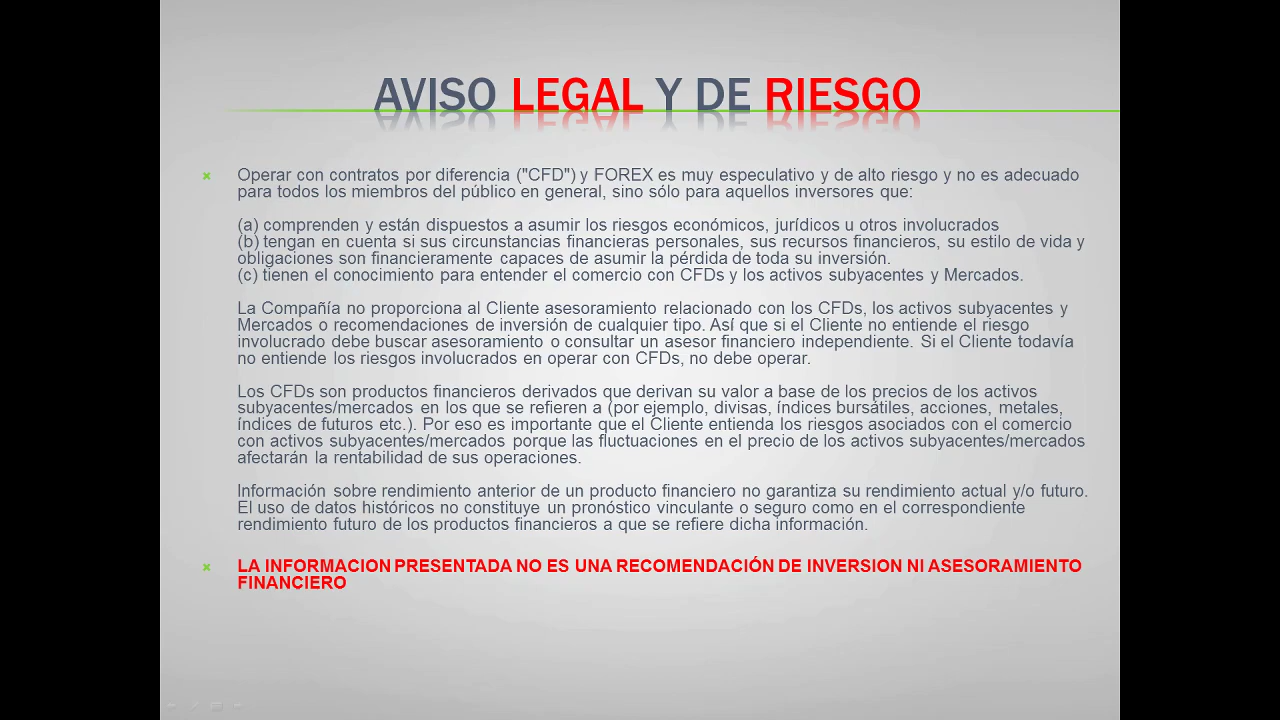 AVISO LEGAL Y DE RIESGO
Operar con contratos por diferencia ("CFD") y FOREX es muy especulativo y de alto riesgo y no es adecuado
para todos los miembros del público en general, sino sólo para aquellos inversores que:
(a) comprenden y están dispuestos a asumir los riesgos económicos, jurídicos u otros involucrados
(b) tengan en cuenta si sus circunstancias financieras personales, sus recursos financieros, su estilo de vida y
obligaciones son financieramente capaces de asumir la pérdida de toda su inversión.
(c) tienen el conocimiento para entender el comercio con CFDs y los activos subyacentes y Mercados.
La Compañía no proporciona al Cliente asesoramiento relacionado con los CFDs, los activos subyacentes y
Mercados o recomendaciones de inversión de cualquier tipo. Así que si el Cliente no entiende el riesgo
involucrado debe buscar asesoramiento o consultar un asesor financiero independiente. Si el Cliente todavía
no entiende los riesgos involucrados en operar con CFDs, no debe operar.
Los CFDs son productos financieros derivados que derivan su valor a base de los precios de los activos
subyacentes/mercados en los que se refieren a (por ejemplo, divisas, índices bursátiles, acciones, metales,
índices de futuros etc.). Por eso es importante que el Cliente entienda los riesgos asociados con el comercio
con activos subyacentes/mercados porque las fluctuaciones en el precio de los activos subyacentes/mercados
afectarán la rentabilidad de sus operaciones.
Información sobre rendimiento anterior de un producto financiero no garantiza su rendimiento actual y/o futuro.
El uso de datos históricos no constituye un pronóstico vinculante o seguro como en el correspondiente
rendimiento futuro de los productos financieros a que se refiere dicha información.
LA INFORMACION PRESENTADA NO ES UNA RECOMENDACIÓN DE INVERSION NI ASESORAMIENTO
FINANCIERO